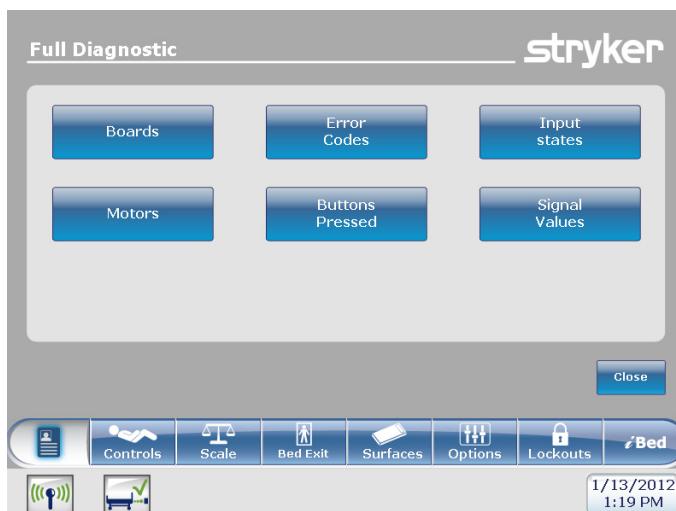 Full Diagnostic
stryker
Boards
Error
Codes
Input
states
Motors
Buttons
Pressed
Signal
Values
Close
Controls
Scale
Bed Exit
Surfaces
Options
Lockouts
iBed
1/13/2012
1:19 PM